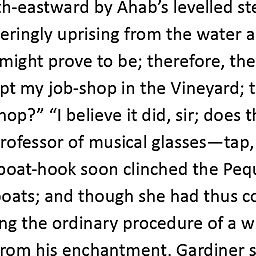 h-eastward by Ahab's levelled ste
eringly uprising from the water a
might prove to be; therefore, the
pt my job-shop in the Vineyard; t
hop?" "I believe it did, sir; does th
rofessor of musical glasses—tap,
boat-hook soon clinched the Pequ
oats; and though she had thus co
ng the ordinary procedure of a w
rom his enchantment. Gardiner s